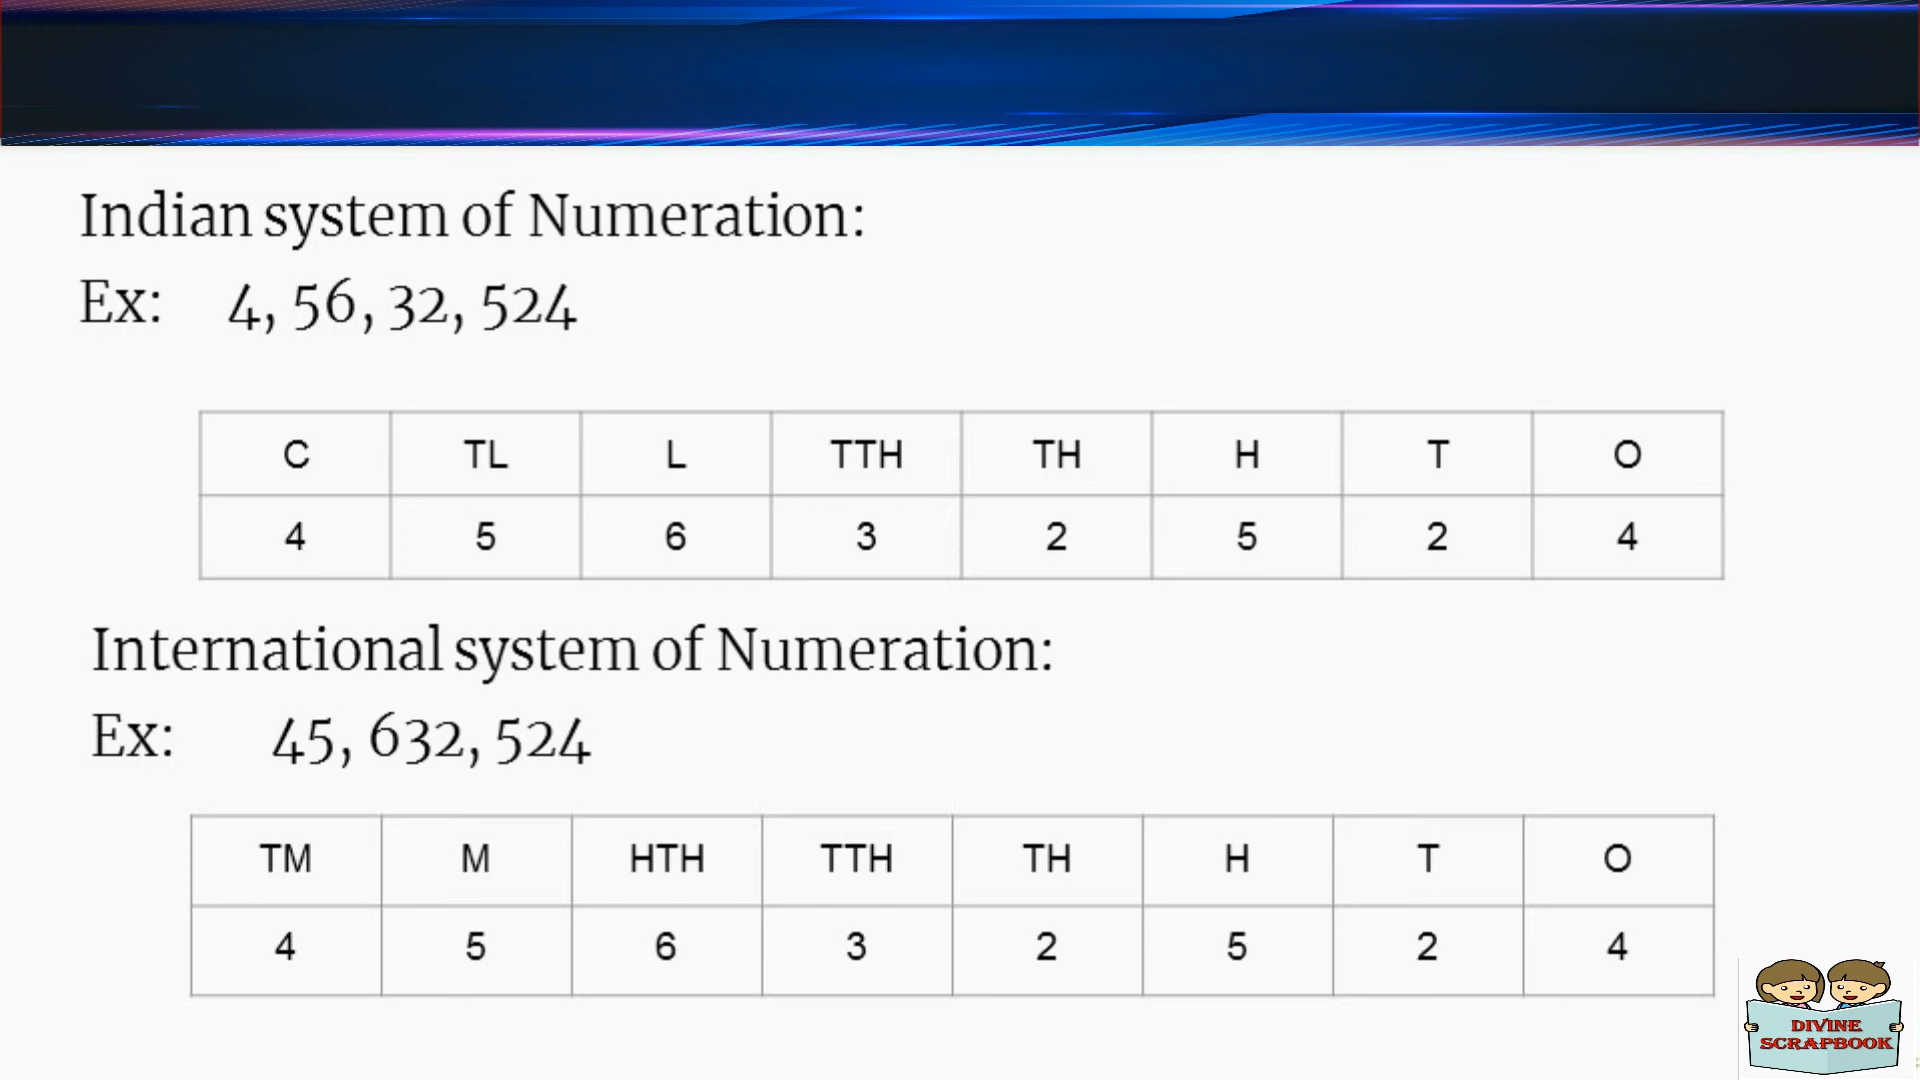 Indian system of Numeration:
Ex: 4, 56, 32, 524
C TL L TTH TH H T O
4 5 6 3 2 5 2 4
International system of Numeration:
Ex: 45, 632, 524
TM M HTH TTH TH H T O
4 5 6 3 2 5 2 4
DIVINE
SCRAPBOOK